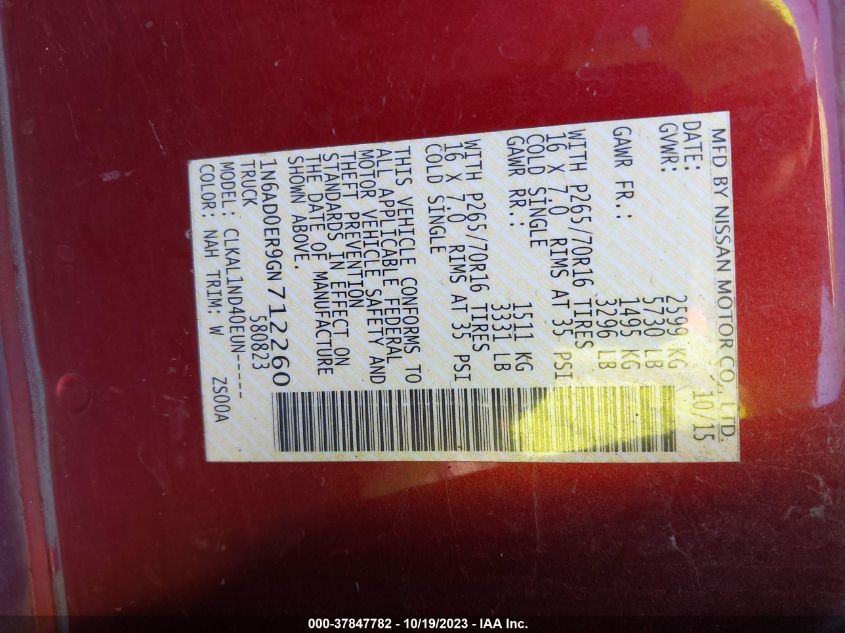 MFD BY NISSAN MOTOR CO., LTD.
DATE: 10/15
GVWR: 2599 KG
5730 LB
GAWR FR.: 1495 KG
3296 LB
WITH P265/70R16 TIRES
16 X 7.0 RIMS AT 35 PSI
COLD SINGLE
GAWR RR.: 1511 KG
3331 LB
WITH P265/70R16 TIRES
16 X 7.0 RIMS AT 35 PSI
COLD SINGLE
THIS VEHICLE CONFORMS TO
ALL APPLICABLE FEDERAL
MOTOR VEHICLE SAFETY AND
THEFT PREVENTION
STANDARDS IN EFFECT ON
THE DATE OF MANUFACTURE
SHOWN ABOVE.
1N6AD0ER9GN712260
TRUCK 580823
MODEL: CLKAL1ND40EUN-----
COLOR: NAH TRIM: W ZS00A
000-37847782 - 10/19/2023 - IAA Inc.